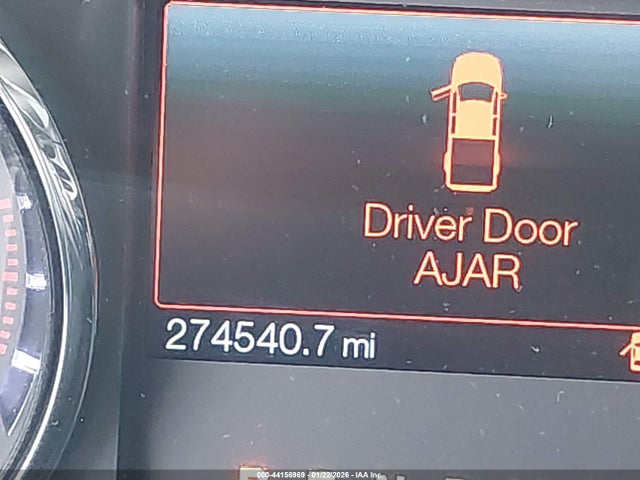 Driver Door
AJAR
274540.7 mi
000-44156969 - 01/22/2026 - IAA Inc.